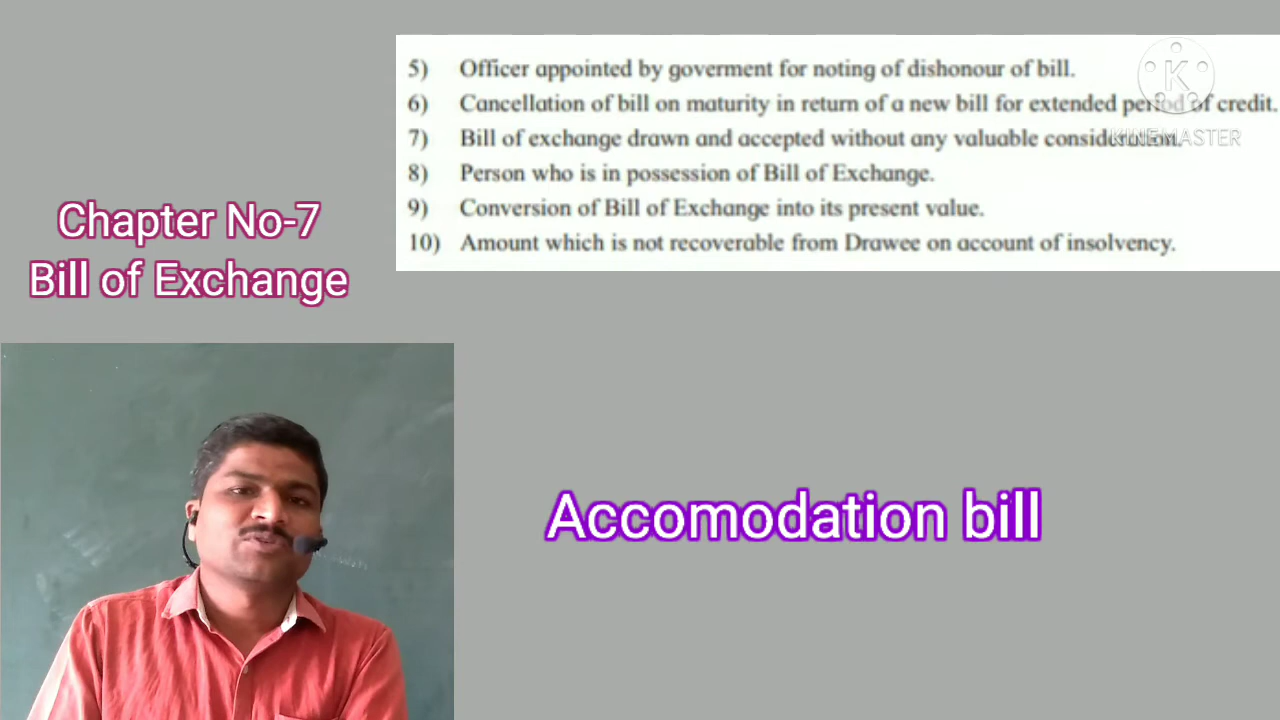 5) Officer appointed by goverment for noting of dishonour of bill.
6) Cancellation of bill on maturity in return of a new bill for extended period of credit.
7) Bill of exchange drawn and accepted without any valuable consideration.
8) Person who is in possession of Bill of Exchange.
9) Conversion of Bill of Exchange into its present value.
10) Amount which is not recoverable from Drawee on account of insolvency.
K
KINEMASTER
Chapter No-7
Bill of Exchange
Accomodation bill